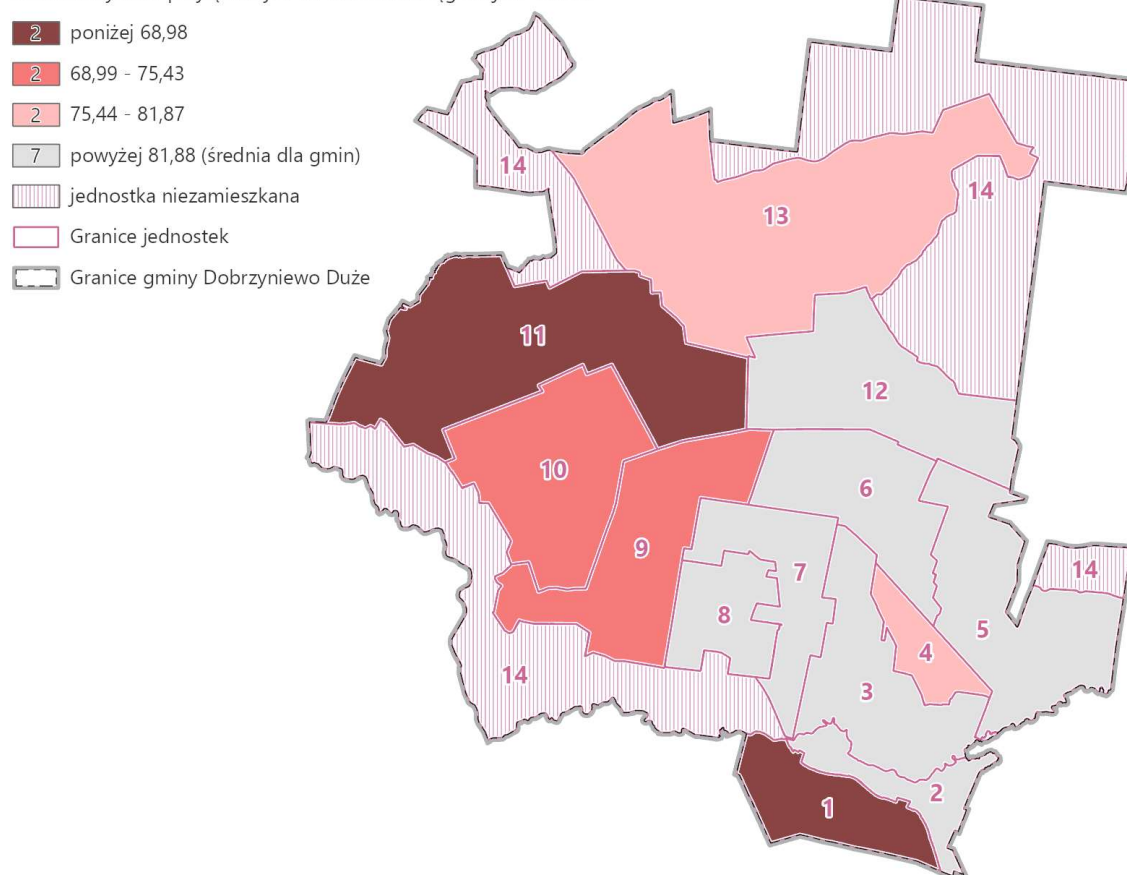 2 poniżej 68,98
2 68,99 - 75,43
2 75,44 - 81,87
7 powyżej 81,88 (średnia dla gmin)
jednostka niezamieszkana
Granice jednostek
Granice gminy Dobrzyniewo Duże
14
14
13
11
12
10
6
9
7
14
8
5
4
14
3
2
1